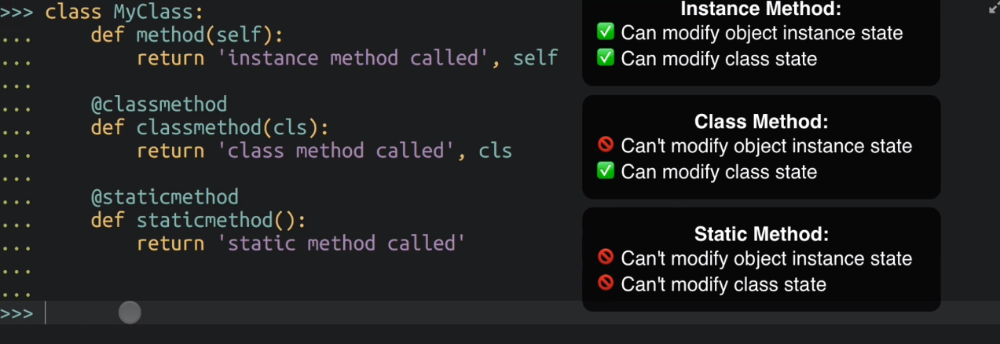 >>> class MyClass:
...     def method(self):
...         return 'instance method called', self
...
...     @classmethod
...     def classmethod(cls):
...         return 'class method called', cls
...
...     @staticmethod
...     def staticmethod():
...         return 'static method called'
...
...
>>>
Instance Method:
✅ Can modify object instance state
✅ Can modify class state
Class Method:
🚫 Can't modify object instance state
✅ Can modify class state
Static Method:
🚫 Can't modify object instance state
🚫 Can't modify class state